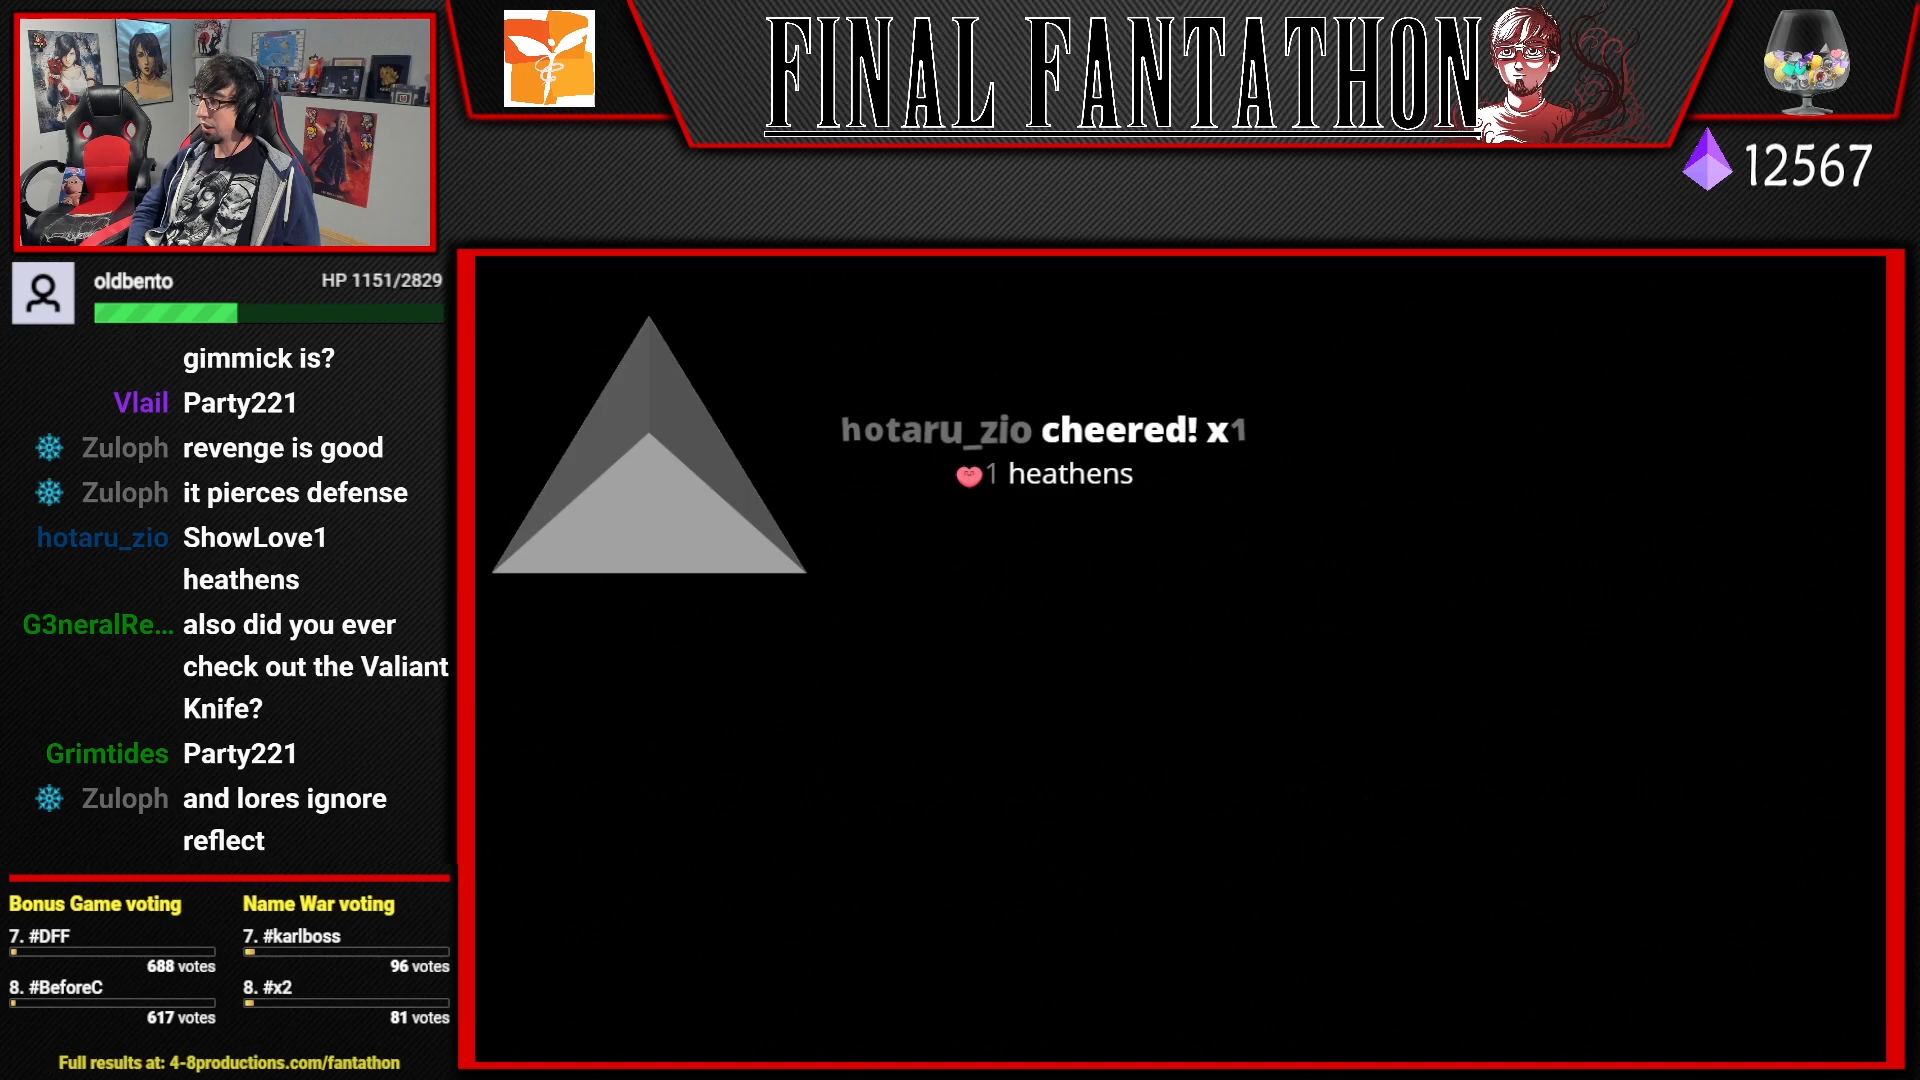 FINAL FANTATHON
12567
oldbento
HP 1151/2829
gimmick is?
Vlail Party221
Zuloph revenge is good
Zuloph it pierces defense
hotaru_zio ShowLove1
heathens
G3neralRe... also did you ever
check out the Valiant
Knife?
Grimtides Party221
Zuloph and lores ignore
reflect
hotaru_zio cheered! x1
1 heathens
Bonus Game voting
7. #DFF
688 votes
8. #BeforeC
617 votes
Name War voting
7. #karlboss
96 votes
8. #x2
81 votes
Full results at: 4-8productions.com/fantathon